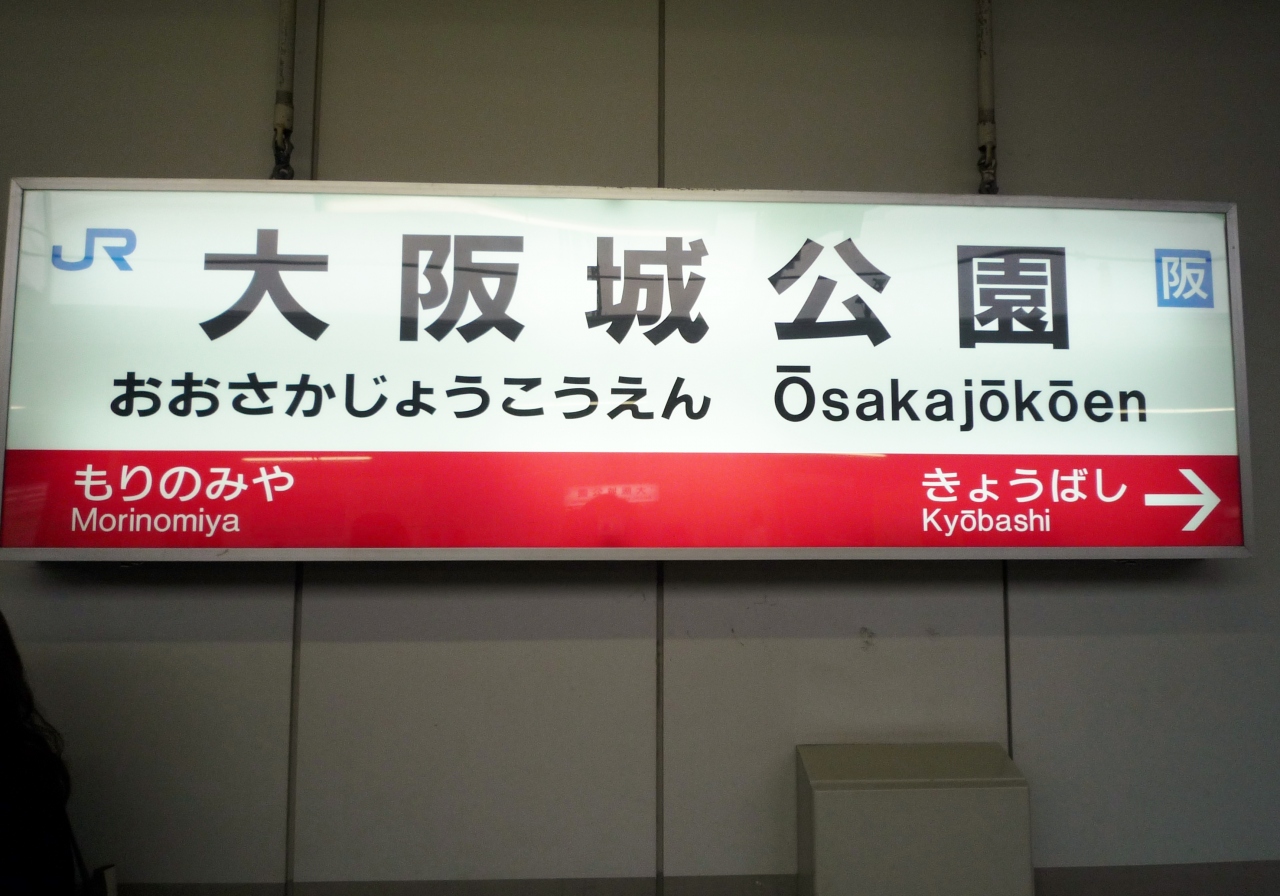 JR 大阪城公園 阪
おおさかじょうこうえん Ōsakajōkōen
もりのみや きょうばし →
Morinomiya Kyōbashi